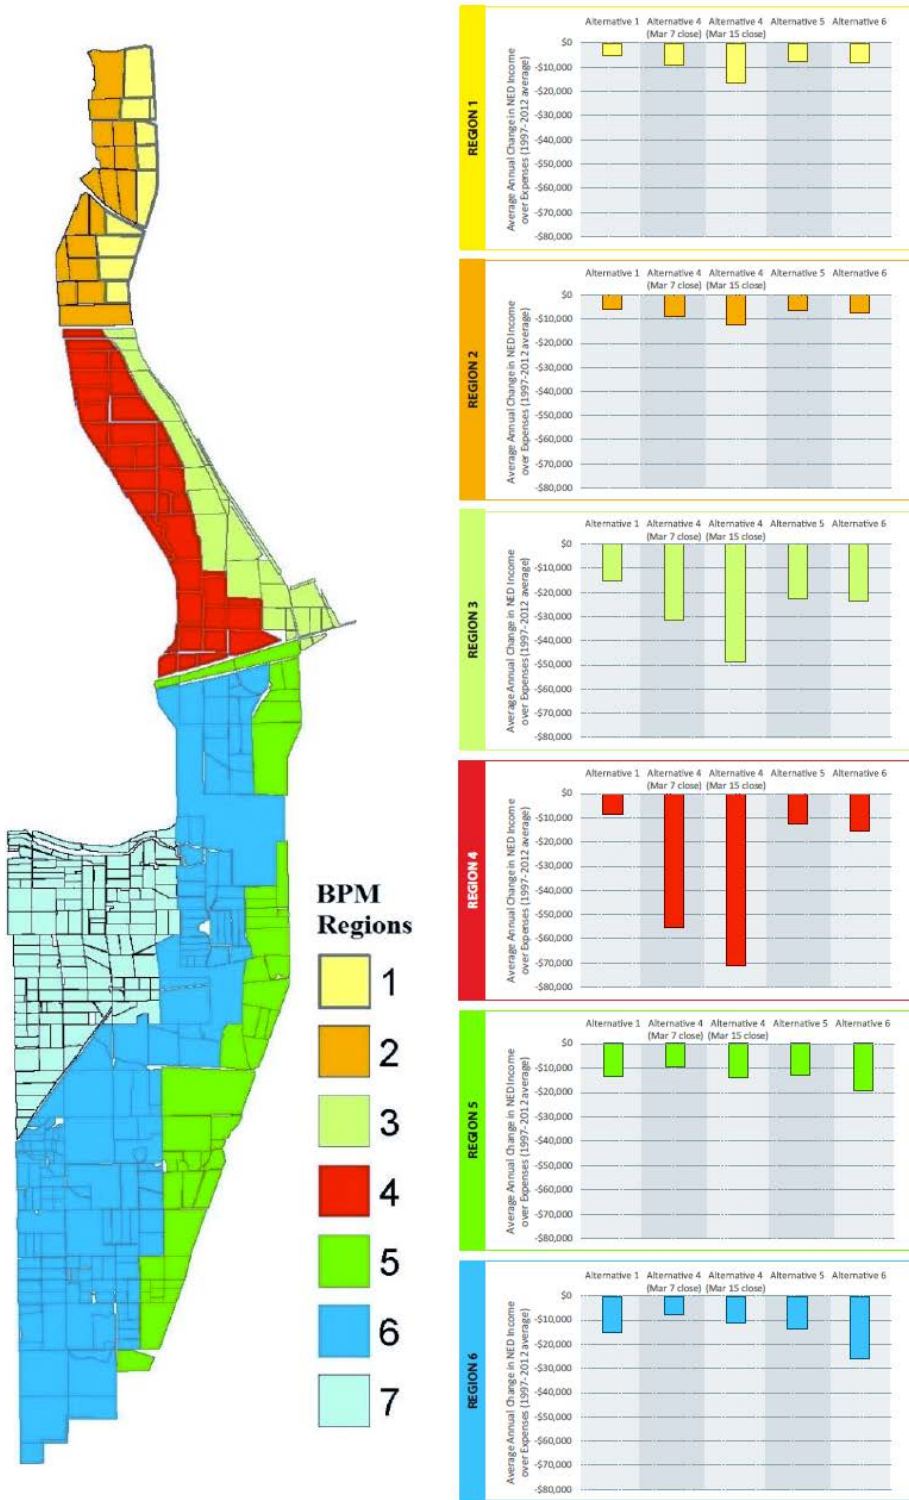 BPM
Regions
1
2
3
4
5
6
7
REGION 1
Average Annual Change in NED Income
over Expenses (1997-2012 average)
Alternative 1 Alternative 4 Alternative 4 Alternative 5 Alternative 6
(Mar 7 close) (Mar 15 close)
$0
-$10,000
-$20,000
-$30,000
-$40,000
-$50,000
-$60,000
-$70,000
-$80,000
REGION 2
Average Annual Change in NED Income
over Expenses (1997-2012 average)
Alternative 1 Alternative 4 Alternative 4 Alternative 5 Alternative 6
(Mar 7 close) (Mar 15 close)
$0
-$10,000
-$20,000
-$30,000
-$40,000
-$50,000
-$60,000
-$70,000
-$80,000
REGION 3
Average Annual Change in NED Income
over Expenses (1997-2012 average)
Alternative 1 Alternative 4 Alternative 4 Alternative 5 Alternative 6
(Mar 7 close) (Mar 15 close)
$0
-$10,000
-$20,000
-$30,000
-$40,000
-$50,000
-$60,000
-$70,000
-$80,000
REGION 4
Average Annual Change in NED Income
over Expenses (1997-2012 average)
Alternative 1 Alternative 4 Alternative 4 Alternative 5 Alternative 6
(Mar 7 close) (Mar 15 close)
$0
-$10,000
-$20,000
-$30,000
-$40,000
-$50,000
-$60,000
-$70,000
-$80,000
REGION 5
Average Annual Change in NED Income
over Expenses (1997-2012 average)
Alternative 1 Alternative 4 Alternative 4 Alternative 5 Alternative 6
(Mar 7 close) (Mar 15 close)
$0
-$10,000
-$20,000
-$30,000
-$40,000
-$50,000
-$60,000
-$70,000
-$80,000
REGION 6
Average Annual Change in NED Income
over Expenses (1997-2012 average)
Alternative 1 Alternative 4 Alternative 4 Alternative 5 Alternative 6
(Mar 7 close) (Mar 15 close)
$0
-$10,000
-$20,000
-$30,000
-$40,000
-$50,000
-$60,000
-$70,000
-$80,000